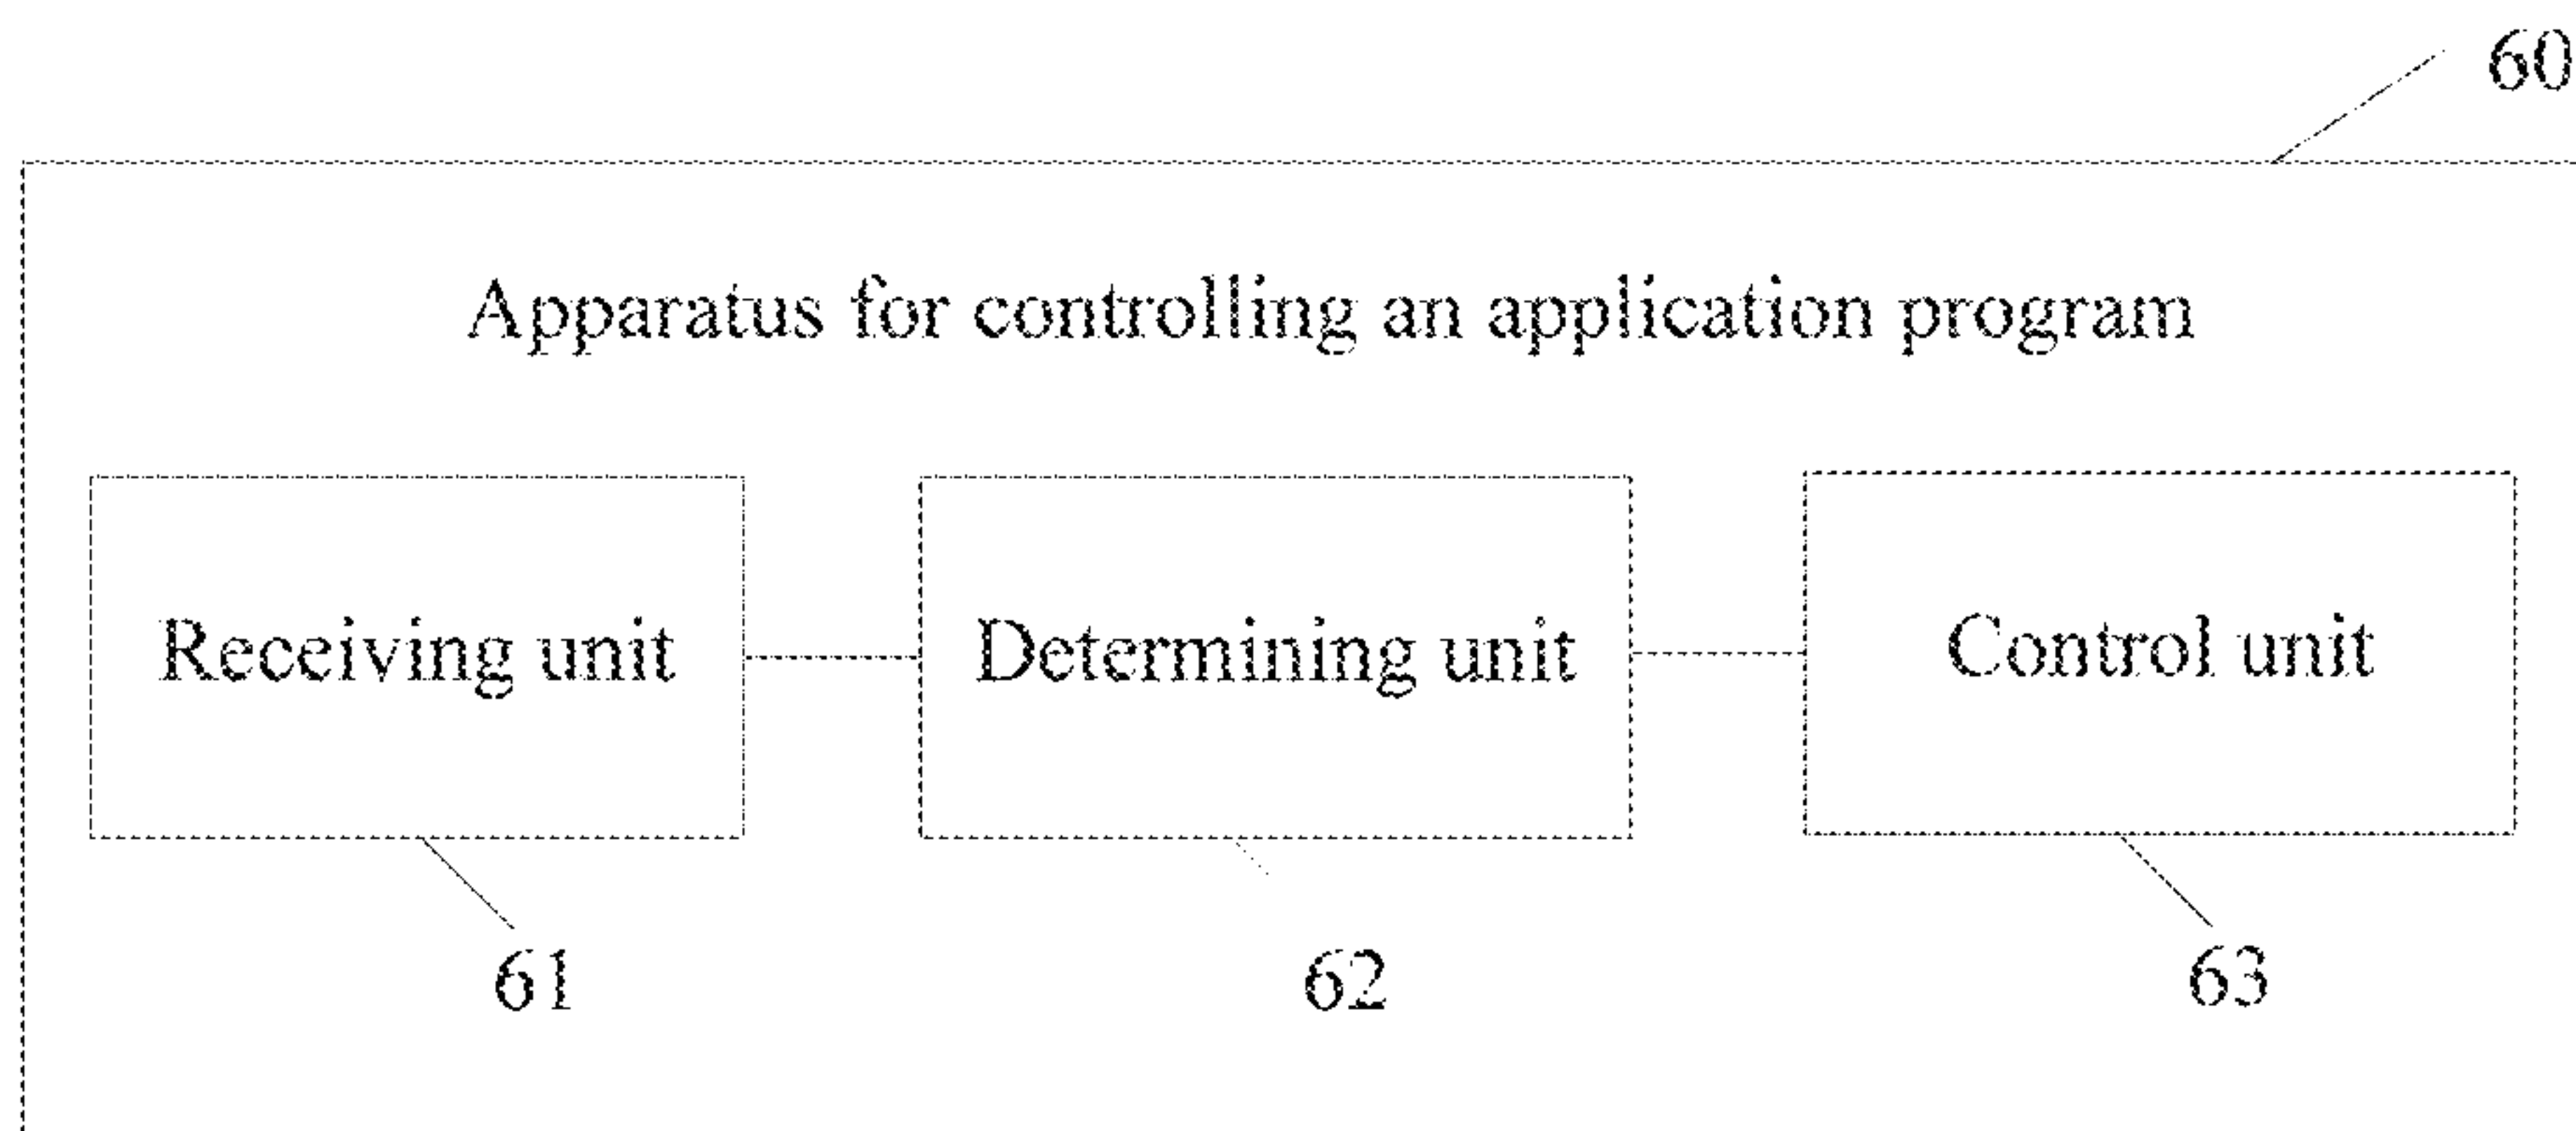 60
Apparatus for controlling an application program
Receiving unit
Determining unit
Control unit
61
62
63